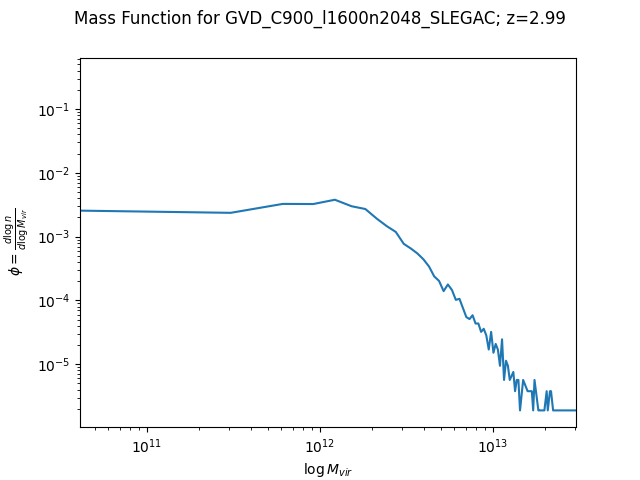 Mass Function for GVD_C900_l1600n2048_SLEGAC; z=2.99
10⁻¹
10⁻²
10⁻³
10⁻⁴
10⁻⁵
ϕ = d log n / d log M_vir
10¹¹ 10¹² 10¹³
log M_vir